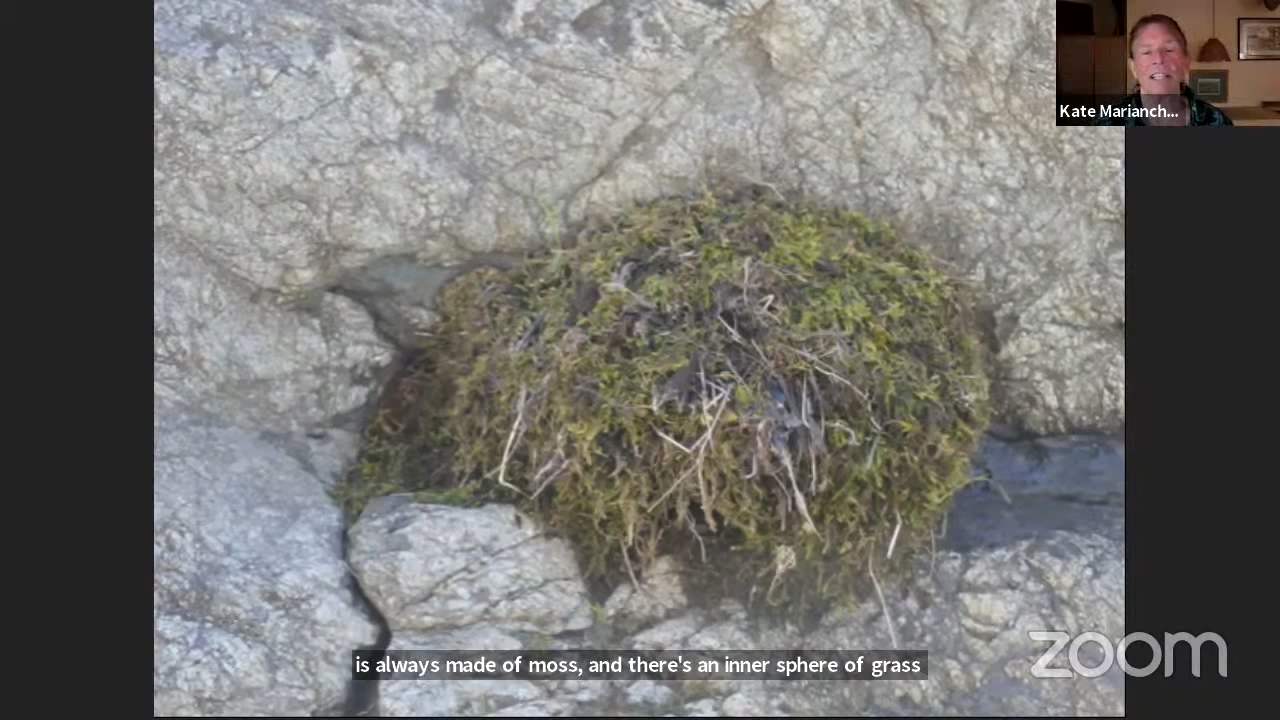 Kate Marianch...
is always made of moss, and there's an inner sphere of grass
zoom